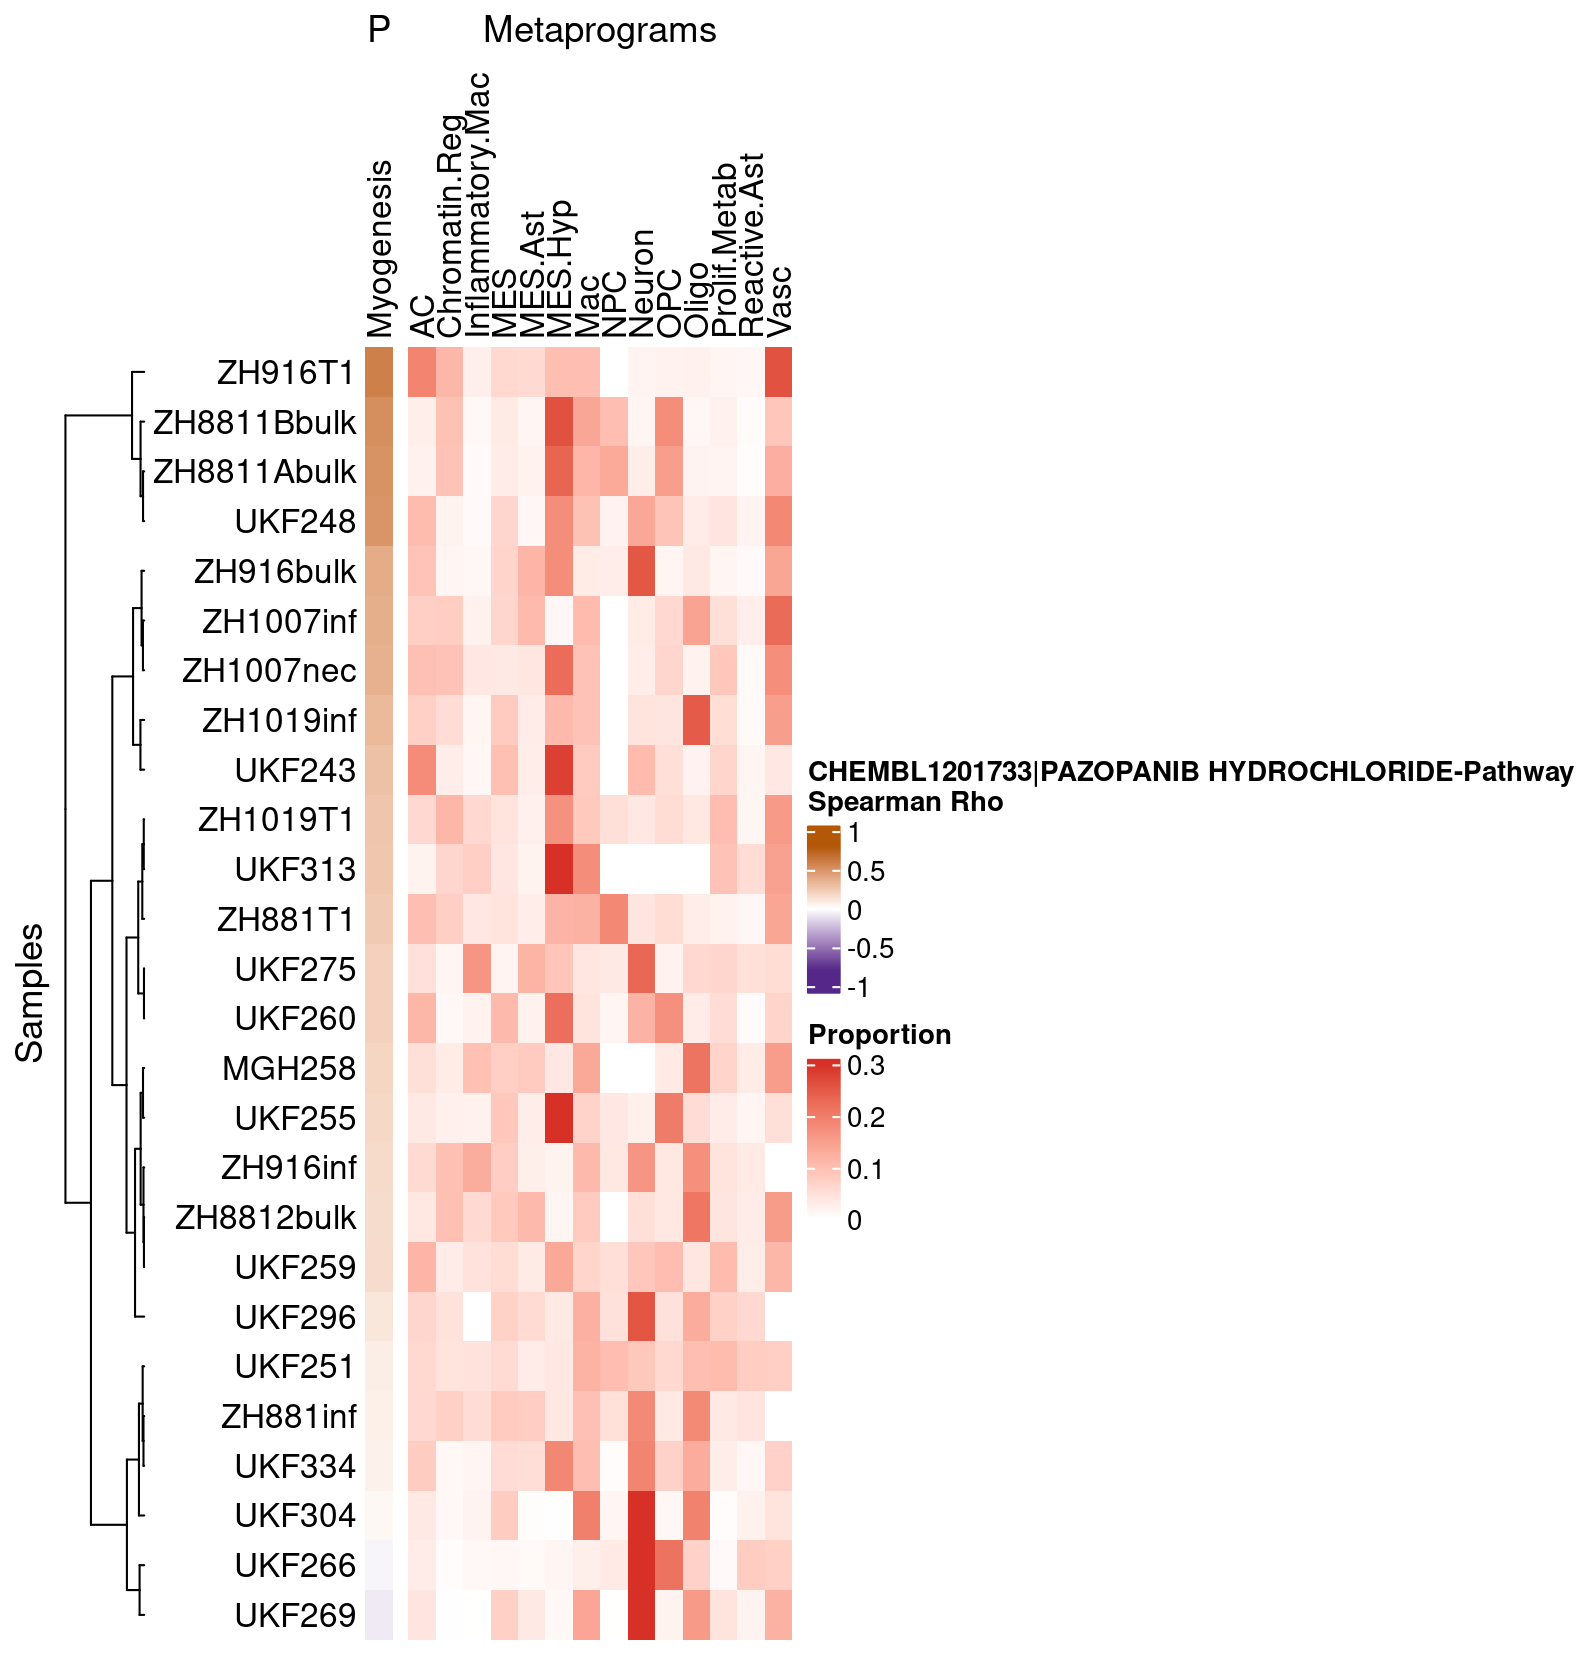 P Metaprograms
Myogenesis
AC
Chromatin.Reg
Inflammatory.Mac
MES
MES.Ast
MES.Hyp
Mac
NPC
Neuron
OPC
Oligo
Prolif.Metab
Reactive.Ast
Vasc
Samples
ZH916T1
ZH8811Bbulk
ZH8811Abulk
UKF248
ZH916bulk
ZH1007inf
ZH1007nec
ZH1019inf
UKF243
ZH1019T1
UKF313
ZH881T1
UKF275
UKF260
MGH258
UKF255
ZH916inf
ZH8812bulk
UKF259
UKF296
UKF251
ZH881inf
UKF334
UKF304
UKF266
UKF269
CHEMBL1201733|PAZOPANIB HYDROCHLORIDE-Pathway
Spearman Rho
1
0.5
0
-0.5
-1
Proportion
0.3
0.2
0.1
0